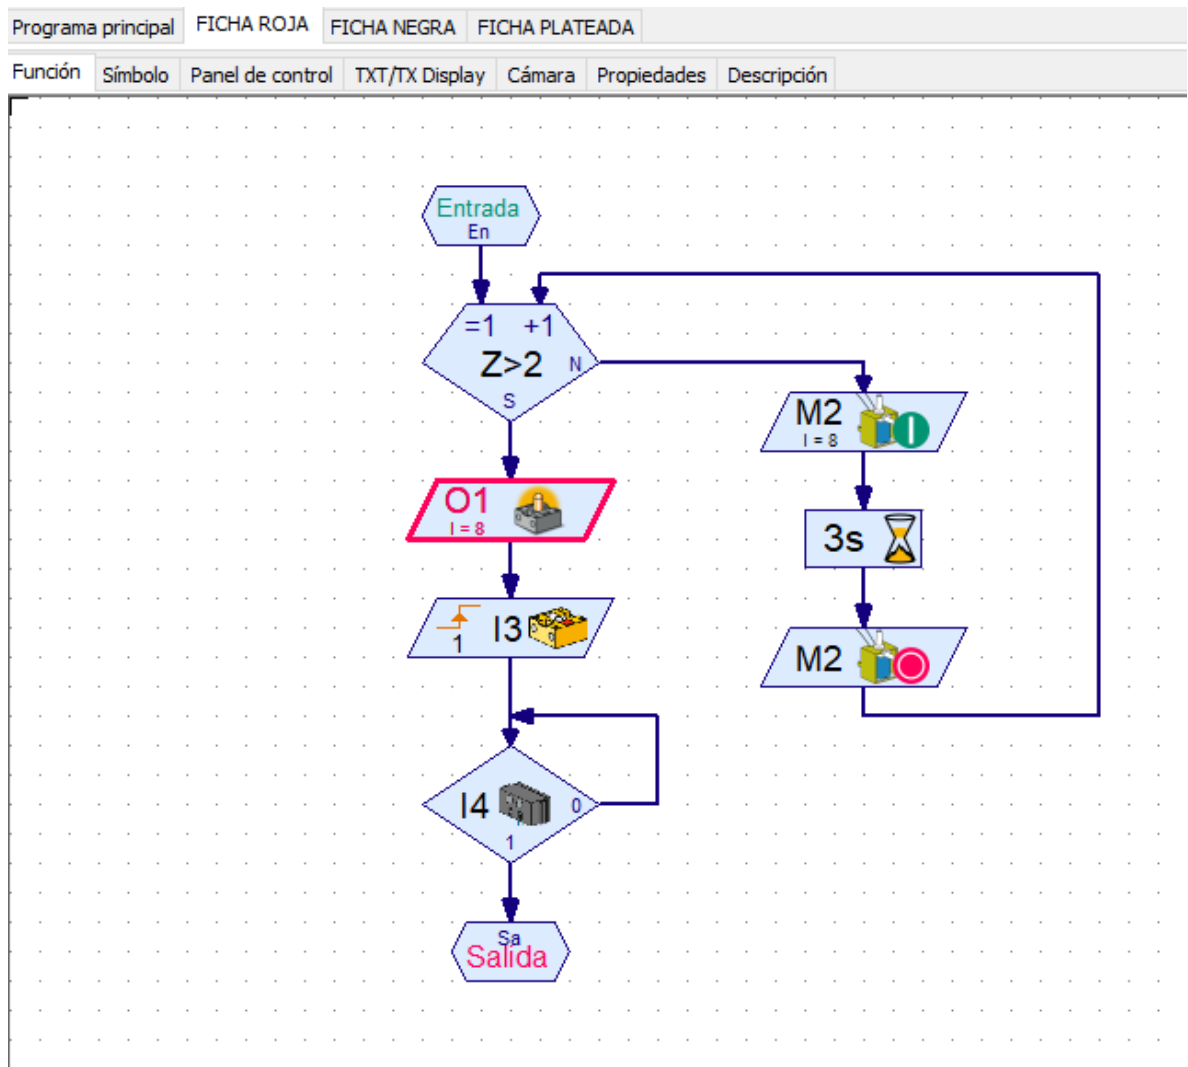 Programa principal FICHA ROJA FICHA NEGRA FICHA PLATEADA
Función Símbolo Panel de control TXT/TX Display Cámara Propiedades Descripción
Entrada
En
=1 +1
Z>2 N
S
M2
I = 8
O1
I = 8
3s
1 I3
M2
I4 0
1
Sa
Salida